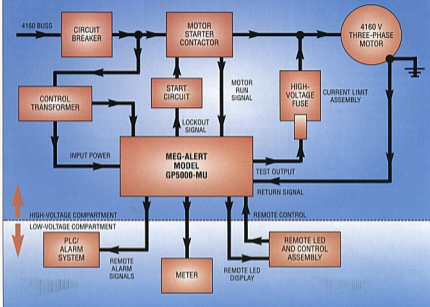 4160 BUSS
CIRCUIT
BREAKER
MOTOR
STARTER
CONTACTOR
4160 V
THREE-PHASE
MOTOR
CONTROL
TRANSFORMER
START
CIRCUIT
MOTOR
RUN
SIGNAL
HIGH-
VOLTAGE
FUSE
CURRENT LIMIT
ASSEMBLY
LOCKOUT
SIGNAL
INPUT POWER
MEG-ALERT
MODEL
GP5000-MU
TEST OUTPUT
RETURN SIGNAL
HIGH-VOLTAGE COMPARTMENT
LOW-VOLTAGE COMPARTMENT
REMOTE CONTROL
PLC/
ALARM
SYSTEM
REMOTE
ALARM
SIGNALS
METER
REMOTE LED
DISPLAY
REMOTE LED
AND CONTROL
ASSEMBLY